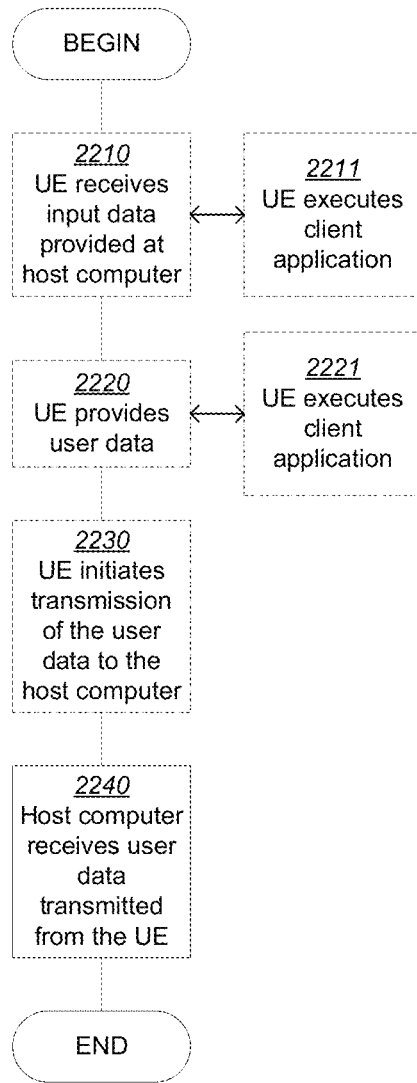 BEGIN
2210
UE receives
input data
provided at
host computer
2211
UE executes
client
application
2220
UE provides
user data
2221
UE executes
client
application
2230
UE initiates
transmission
of the user
data to the
host computer
2240
Host computer
receives user
data
transmitted
from the UE
END